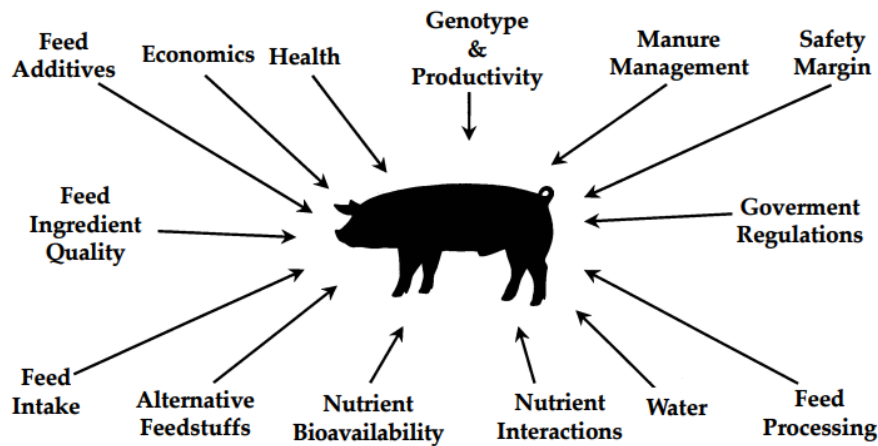 Feed
Additives
Economics
Health
Genotype
&
Productivity
Manure
Management
Safety
Margin
Feed
Ingredient
Quality
Goverment
Regulations
Feed
Intake
Alternative
Feedstuffs
Nutrient
Bioavailability
Nutrient
Interactions
Water
Feed
Processing